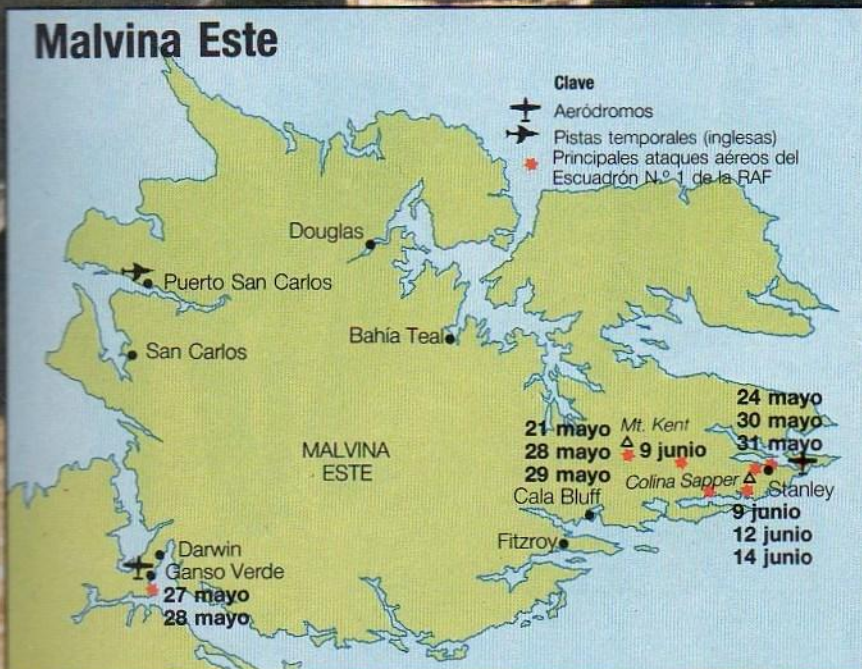 Malvina Este
Clave
Aeródromos
Pistas temporales (inglesas)
Principales ataques aéreos del
Escuadrón N.º 1 de la RAF
Douglas
Puerto San Carlos
Bahía Teal
San Carlos
MALVINA
ESTE
21 mayo
28 mayo
29 mayo
Mt. Kent
9 junio
24 mayo
30 mayo
31 mayo
Colina Sapper
Stanley
Cala Bluff
9 junio
12 junio
14 junio
Fitzroy
Darwin
Ganso Verde
27 mayo
28 mayo